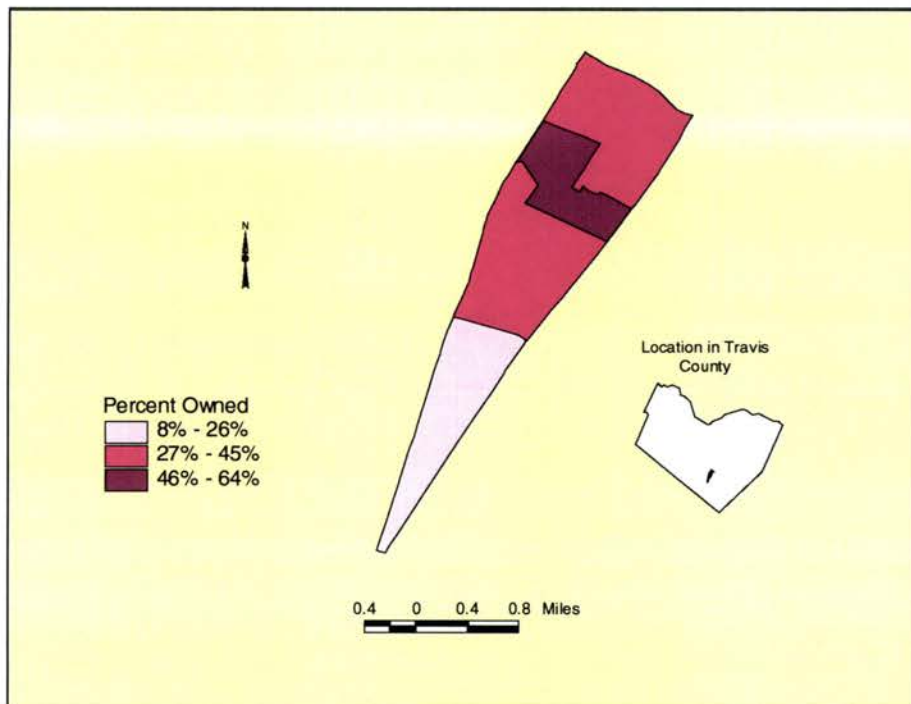 N
Location in Travis
County
Percent Owned
8% - 26%
27% - 45%
46% - 64%
0.4 0 0.4 0.8 Miles